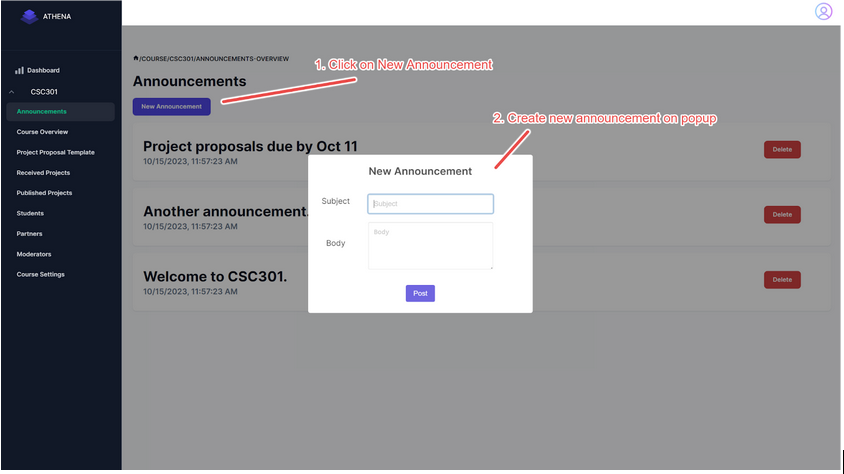 ATHENA
Dashboard
CSC301
Announcements
Course Overview
Project Proposal Template
Received Projects
Published Projects
Students
Partners
Moderators
Course Settings
/COURSE/CSC301/ANNOUNCEMENTS-OVERVIEW
1. Click on New Announcement
Announcements
New Announcement
2. Create new announcement on popup
Project proposals due by Oct 11
10/15/2023, 11:57:23 AM
Delete
Another announcement.
10/15/2023, 11:57:23 AM
Delete
Welcome to CSC301.
10/15/2023, 11:57:23 AM
Delete
New Announcement
Subject
Subject
Body
Body
Post